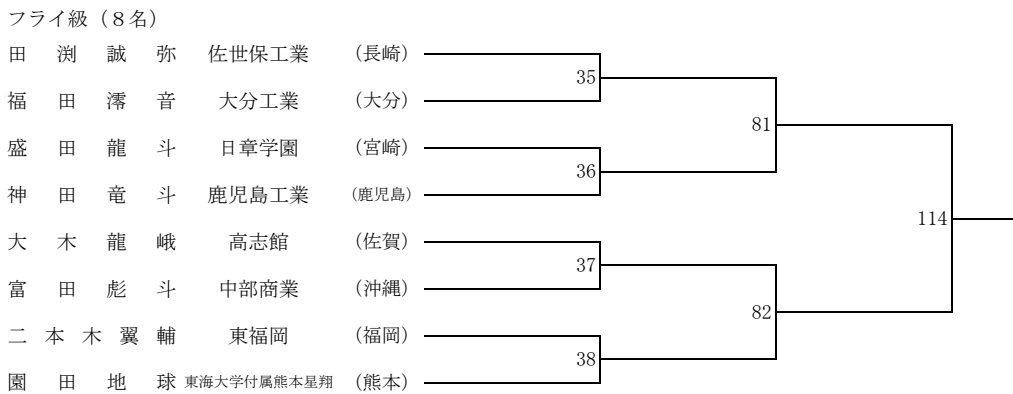 フライ級(8名)
田渕誠弥 佐世保工業 (長崎)
35
福田澪音 大分工業 (大分)
81
盛田龍斗 日章学園 (宮崎)
36
神田竜斗 鹿児島工業 (鹿児島)
114
大木龍峨 高志館 (佐賀)
37
富田彪斗 中部商業 (沖縄)
82
二本木翼輔 東福岡 (福岡)
38
園田地球 東海大学付属熊本星翔 (熊本)